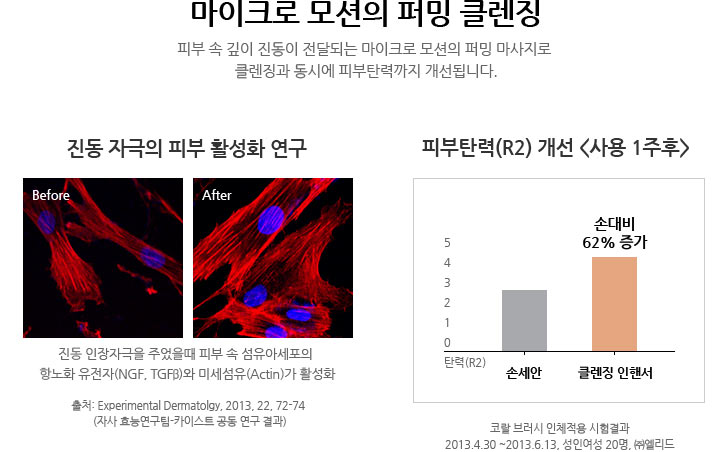 마이크로 모션의 퍼밍 클렌징
피부 속 깊이 진동이 전달되는 마이크로 모션의 퍼밍 마사지로
클렌징과 동시에 피부탄력까지 개선됩니다.
진동 자극의 피부 활성화 연구
Before
After
진동 인장자극을 주었을때 피부 속 섬유아세포의
항노화 유전자(NGF, TGFβ)와 미세섬유(Actin)가 활성화
출처: Experimental Dermatolgy, 2013, 22, 72-74
(자사 효능연구팀-카이스트 공동 연구 결과)
피부탄력(R2) 개선 <사용 1주후>
손대비
62% 증가
5
4
3
2
1
0
탄력(R2)
손세안
클렌징 인핸서
코랄 브러시 인체적용 시험결과
2013.4.30 ~2013.6.13, 성인여성 20명, ㈜엘리드